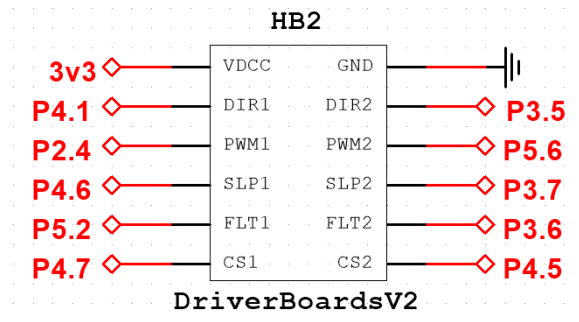 HB2
3v3 VDCC GND
P4.1 DIR1 DIR2 P3.5
P2.4 PWM1 PWM2 P5.6
P4.6 SLP1 SLP2 P3.7
P5.2 FLT1 FLT2 P3.6
P4.7 CS1 CS2 P4.5
DriverBoardsV2